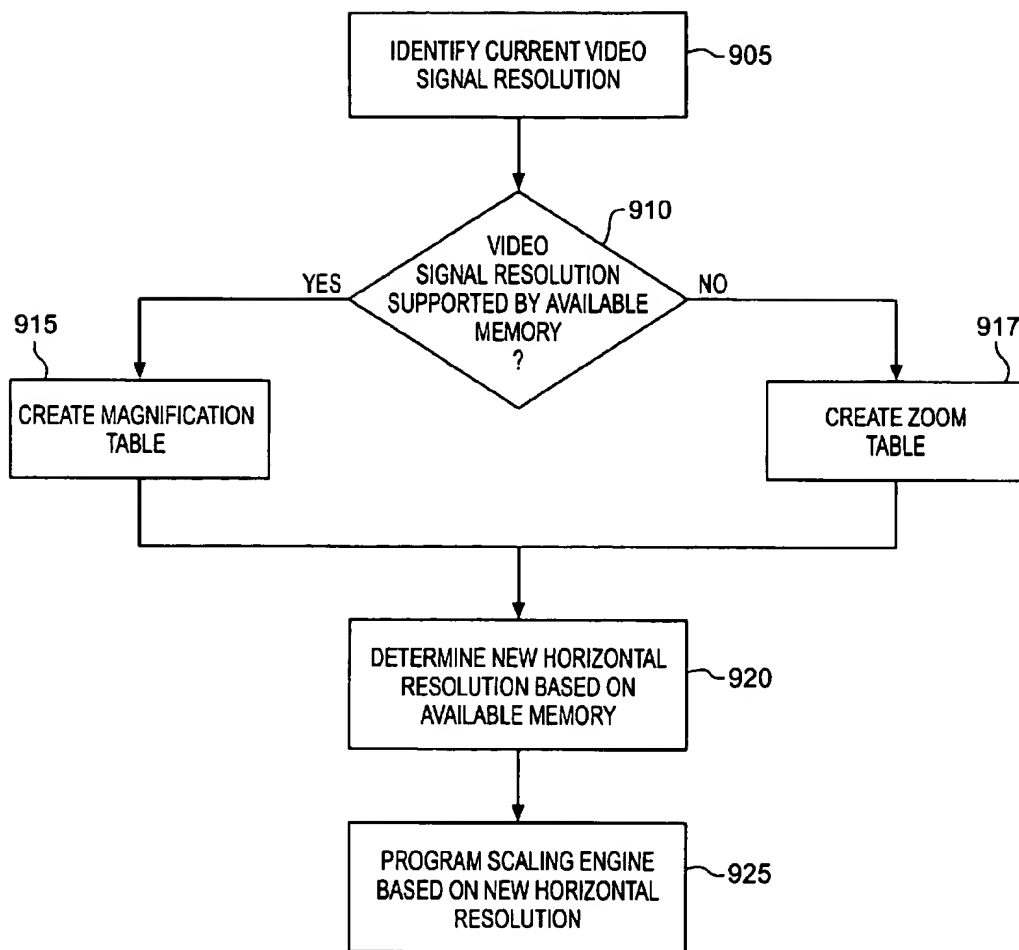 IDENTIFY CURRENT VIDEO
SIGNAL RESOLUTION
905
910
VIDEO
SIGNAL RESOLUTION
SUPPORTED BY AVAILABLE
MEMORY
?
YES
NO
915
CREATE MAGNIFICATION
TABLE
917
CREATE ZOOM
TABLE
DETERMINE NEW HORIZONTAL
RESOLUTION BASED ON
AVAILABLE MEMORY
920
PROGRAM SCALING ENGINE
BASED ON NEW HORIZONTAL
RESOLUTION
925